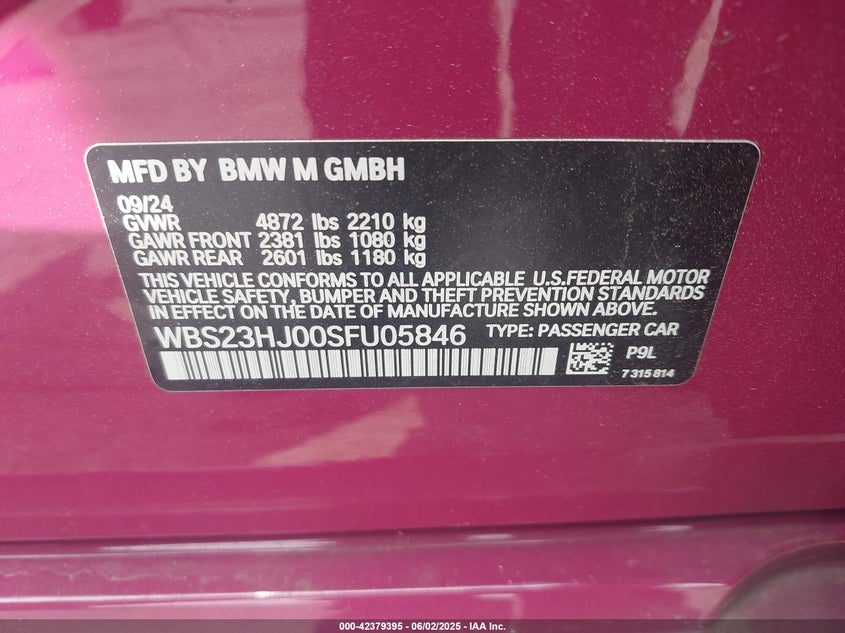 MFD BY BMW M GMBH
09/24
GVWR 4872 lbs 2210 kg
GAWR FRONT 2381 lbs 1080 kg
GAWR REAR 2601 lbs 1180 kg
THIS VEHICLE CONFORMS TO ALL APPLICABLE U.S.FEDERAL MOTOR
VEHICLE SAFETY, BUMPER AND THEFT PREVENTION STANDARDS
IN EFFECT ON THE DATE OF MANUFACTURE SHOWN ABOVE.
WBS23HJ00SFU05846 TYPE: PASSENGER CAR
P9L
7 315 814
000-42379395 - 06/02/2025 - IAA Inc.